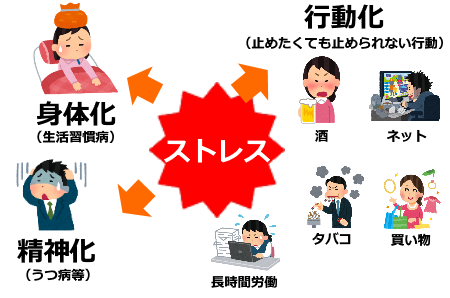 行動化
(止めたくても止められない行動)
身体化
(生活習慣病)
酒
ネット
ストレス
タバコ
買い物
精神化
(うつ病等)
長時間労働